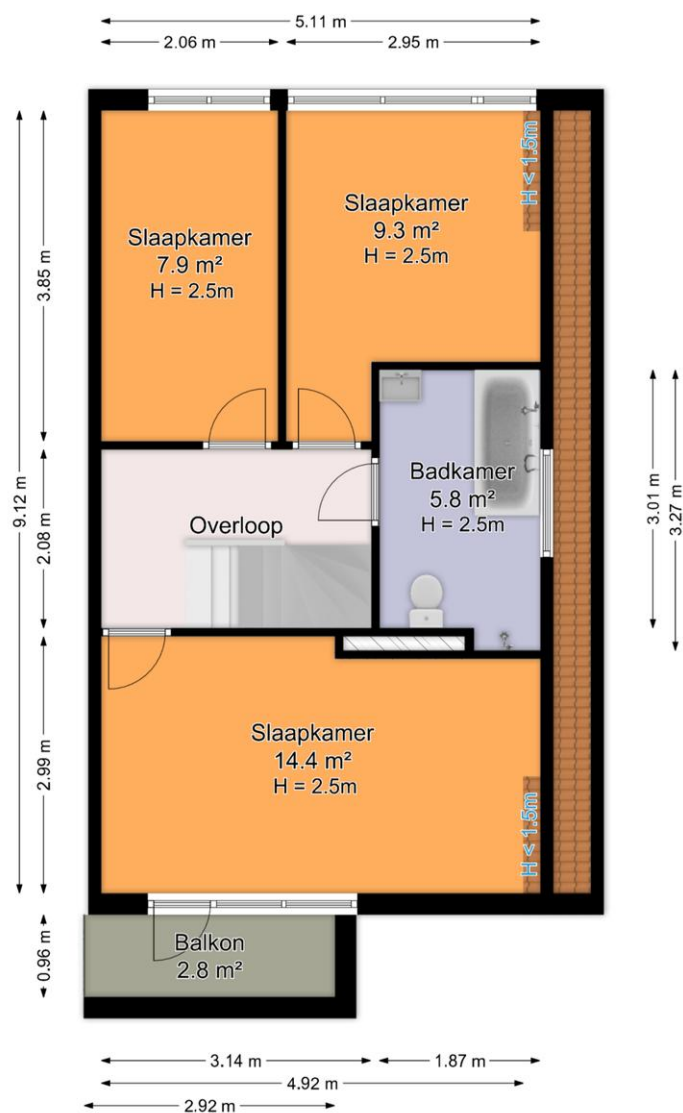 5.11 m
2.06 m
2.95 m
Slaapkamer
7.9 m²
H = 2.5m
Slaapkamer
9.3 m²
H = 2.5m
H < 1.5m
3.85 m
9.12 m
2.08 m
2.99 m
0.96 m
Overloop
Badkamer
5.8 m²
H = 2.5m
3.01 m
3.27 m
Slaapkamer
14.4 m²
H = 2.5m
H < 1.5m
Balkon
2.8 m²
3.14 m
1.87 m
4.92 m
2.92 m